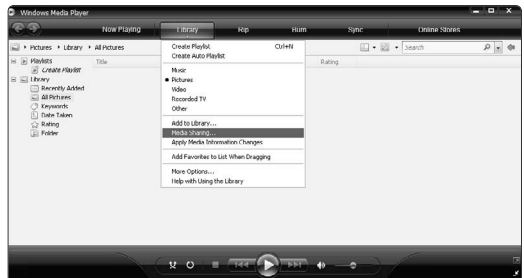 Windows Media Player
Now Playing Library Rip Burn Sync Online Stores
Pictures Library All Pictures
Search
Playlists
Create Playlist
Library
Recently Added
All Pictures
Keywords
Date Taken
Rating
Folder
Title
Rating
Create Playlist Ctrl+N
Create Auto Playlist
Music
Pictures
Video
Recorded TV
Other
Add to Library...
Media Sharing...
Apply Media Information Changes
Add Favorites to List When Dragging
More Options...
Help with Using the Library